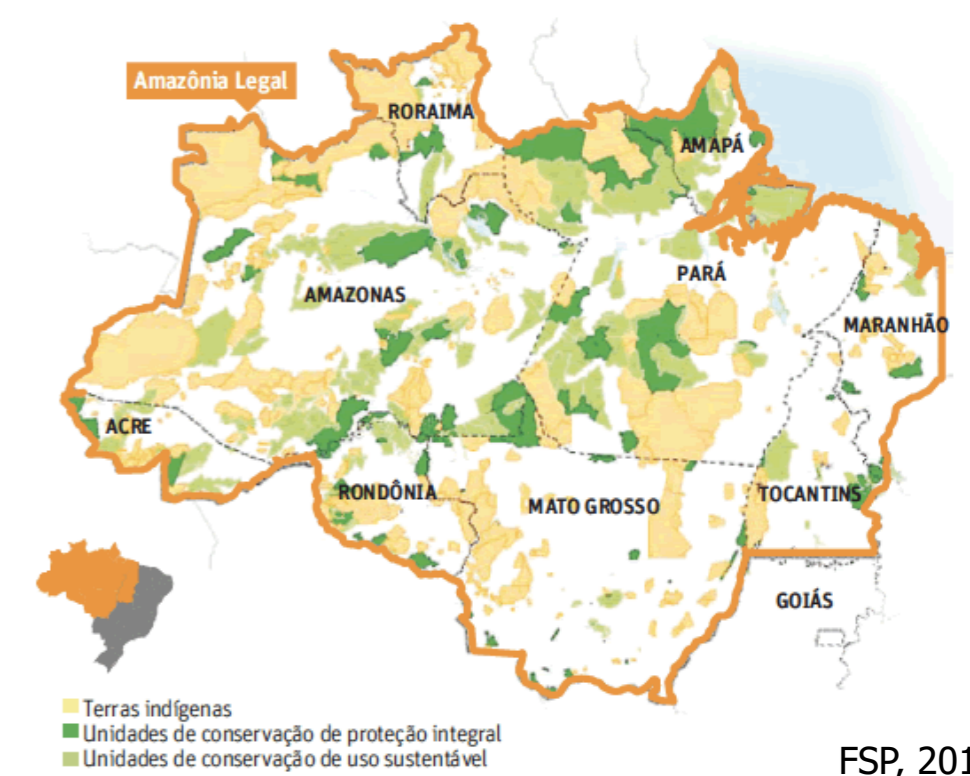 Amazônia Legal
RORAIMA
AMAPÁ
AMAZONAS
PARÁ
MARANHÃO
ACRE
RONDÔNIA
MATO GROSSO
TOCANTINS
GOIÁS
Terras indígenas
Unidades de conservação de proteção integral
Unidades de conservação de uso sustentável
FSP, 201